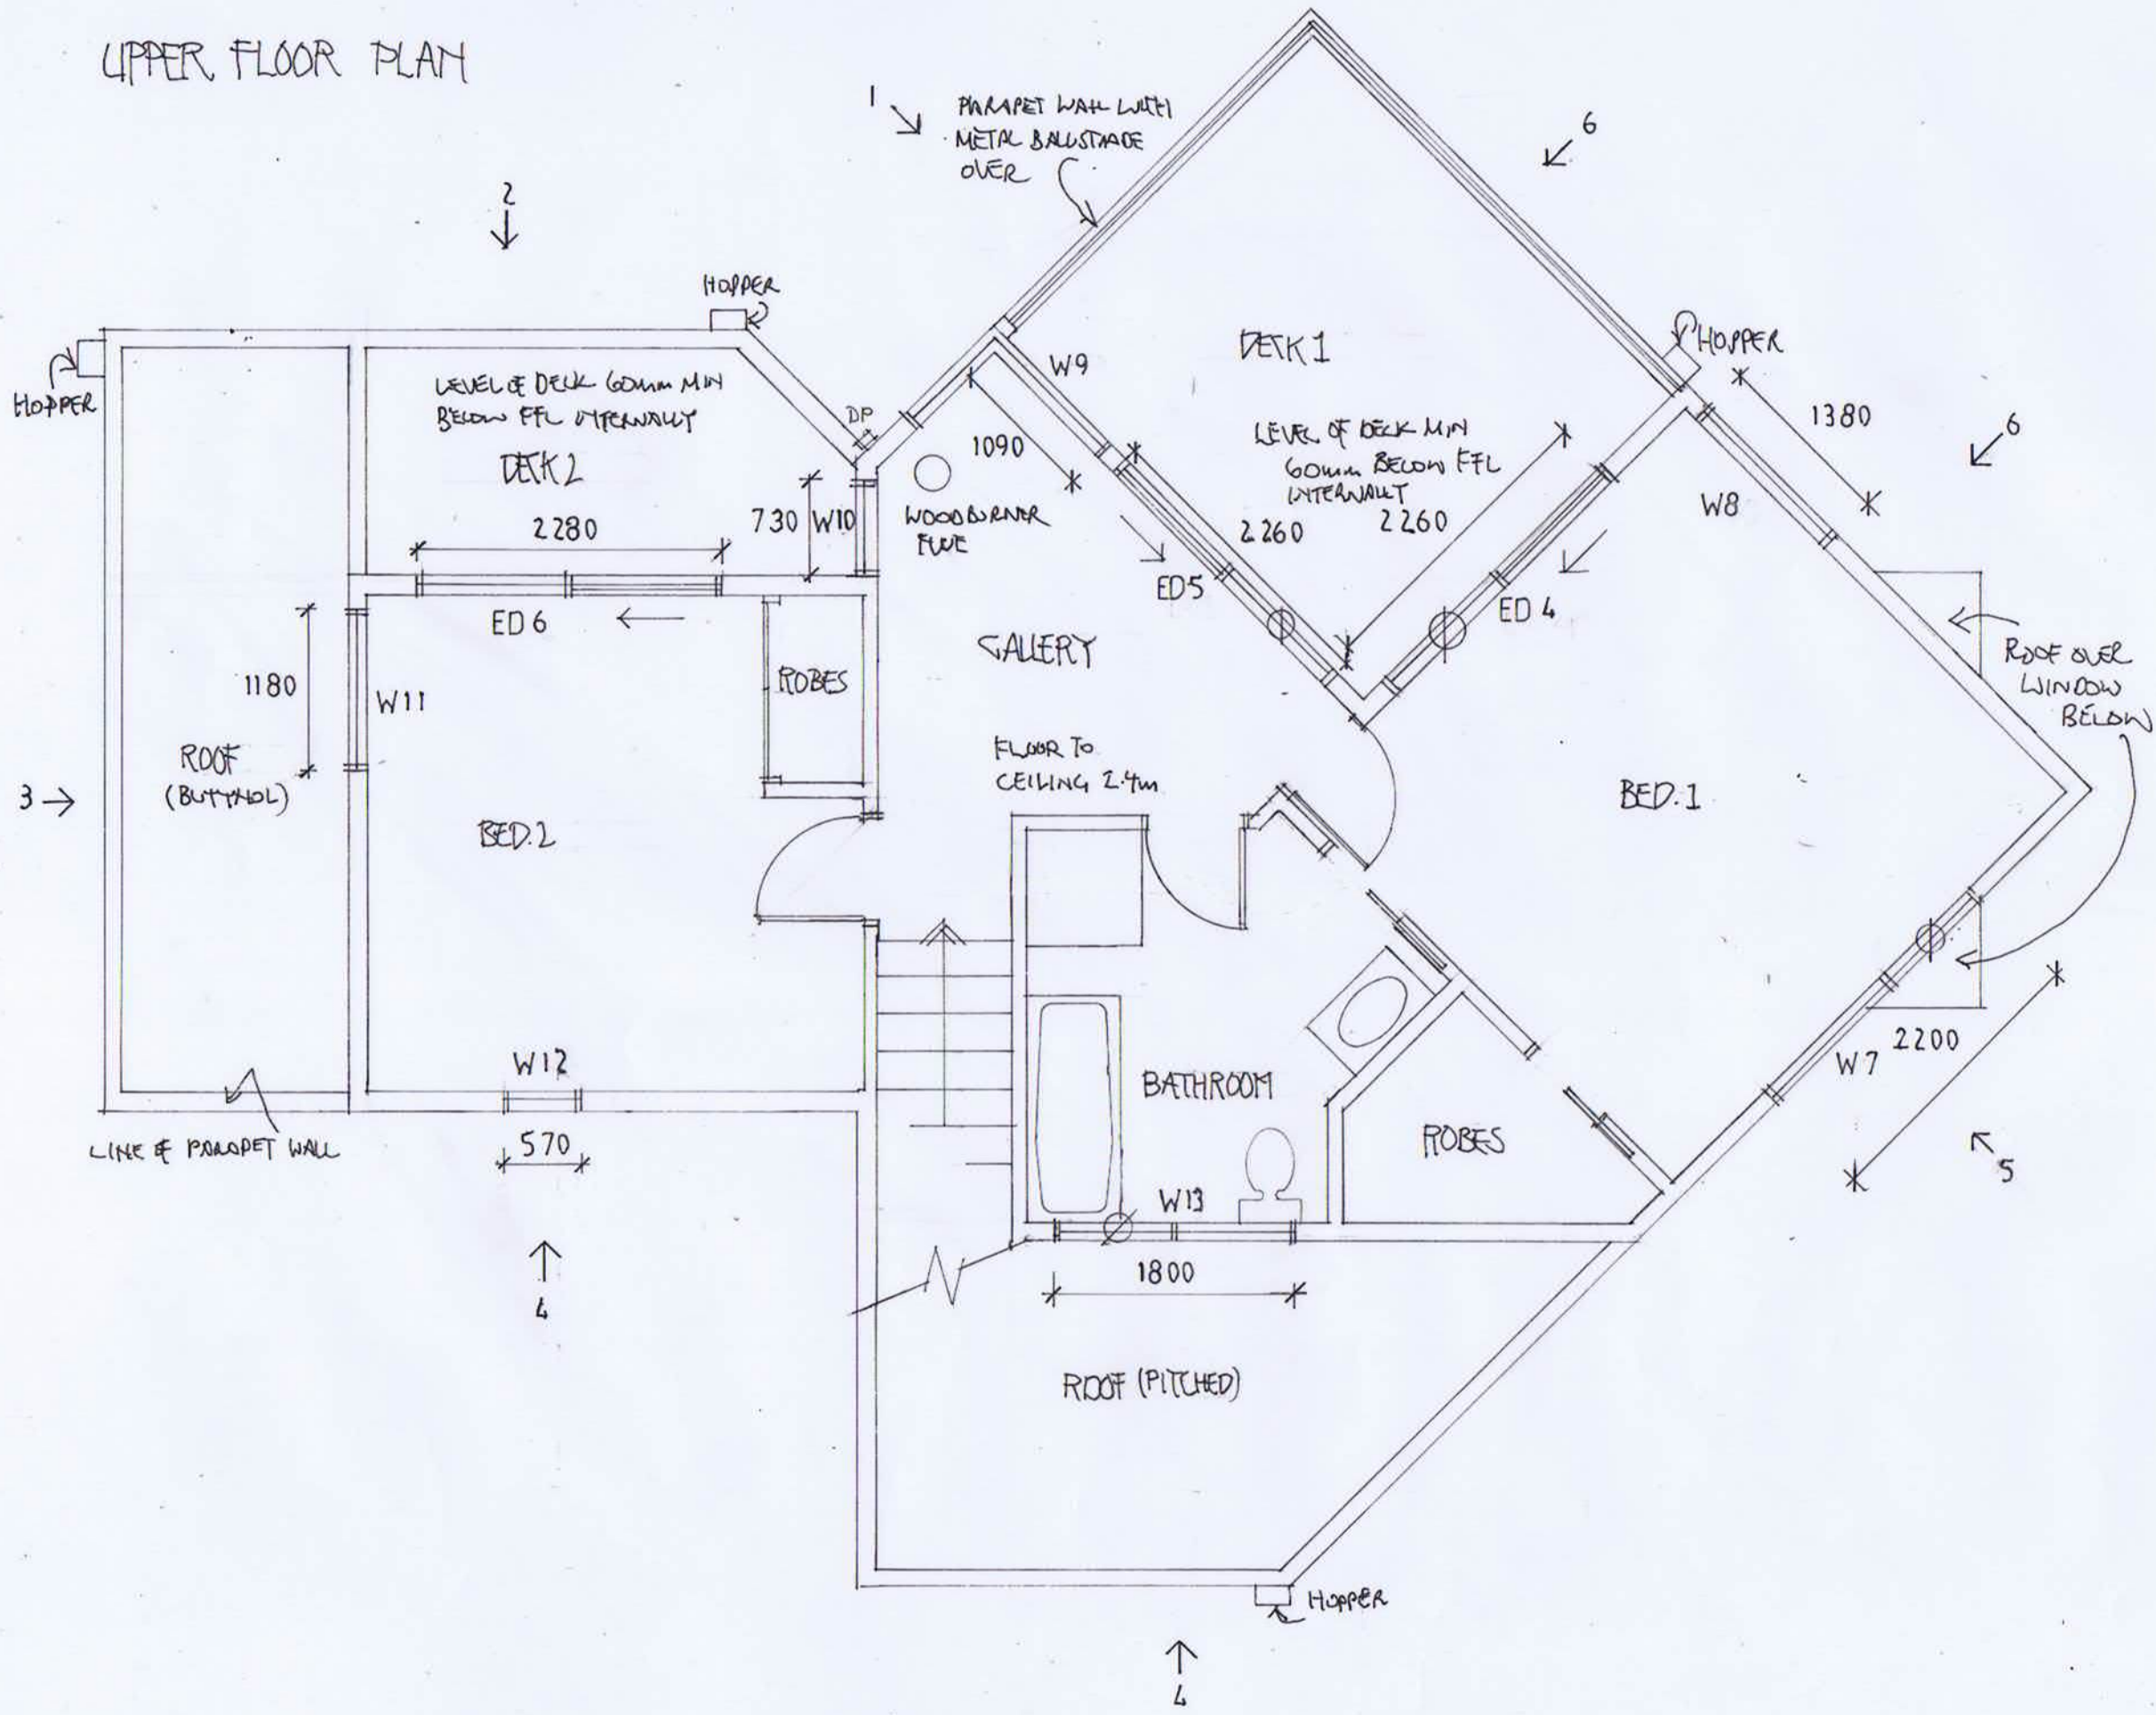 UPPER FLOOR PLAN
1
PARAPET WALL WITH
METAL BALUSTRADE
OVER
6
2
HOPPER
HOPPER
HOPPER
W9
DECK 1
1380
LEVEL OF DECK 60mm MIN
BELOW FFL INTERNALLY
DECK 2
DP
1090
LEVEL OF DECK MIN
60mm BELOW FFL
INTERNALLY
6
W8
2280
730
W10
WOODBURNER
FLUE
2260
2260
ED5
ED 4
ED 6
GALLERY
ROBES
ROOF OVER
WINDOW
BELOW
1180
W11
ROOF
(BUTYNOL)
FLOOR TO
CEILING 2.4m
3
BED.2
BED.1
W12
570
BATHROOM
W7
2200
LINE OF PARAPET WALL
ROBES
5
W13
1800
4
ROOF (PITCHED)
HOPPER
4